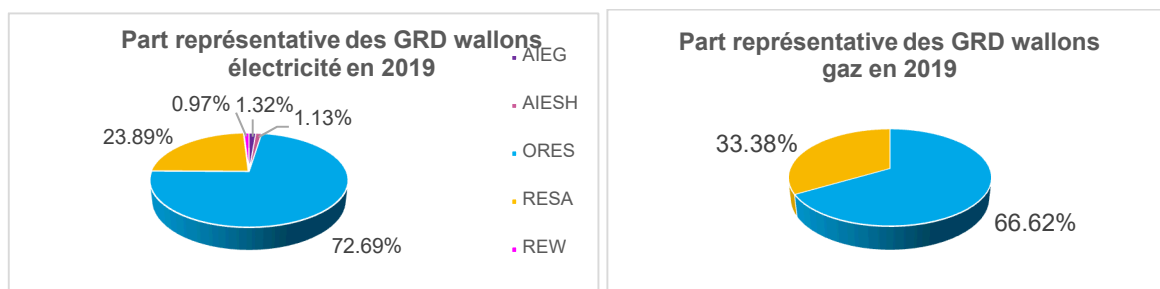 Part représentative des GRD wallons
électricité en 2019
AIEG
AIESH
ORES
RESA
REW
0.97%
1.32%
1.13%
23.89%
72.69%
Part représentative des GRD wallons
gaz en 2019
33.38%
66.62%